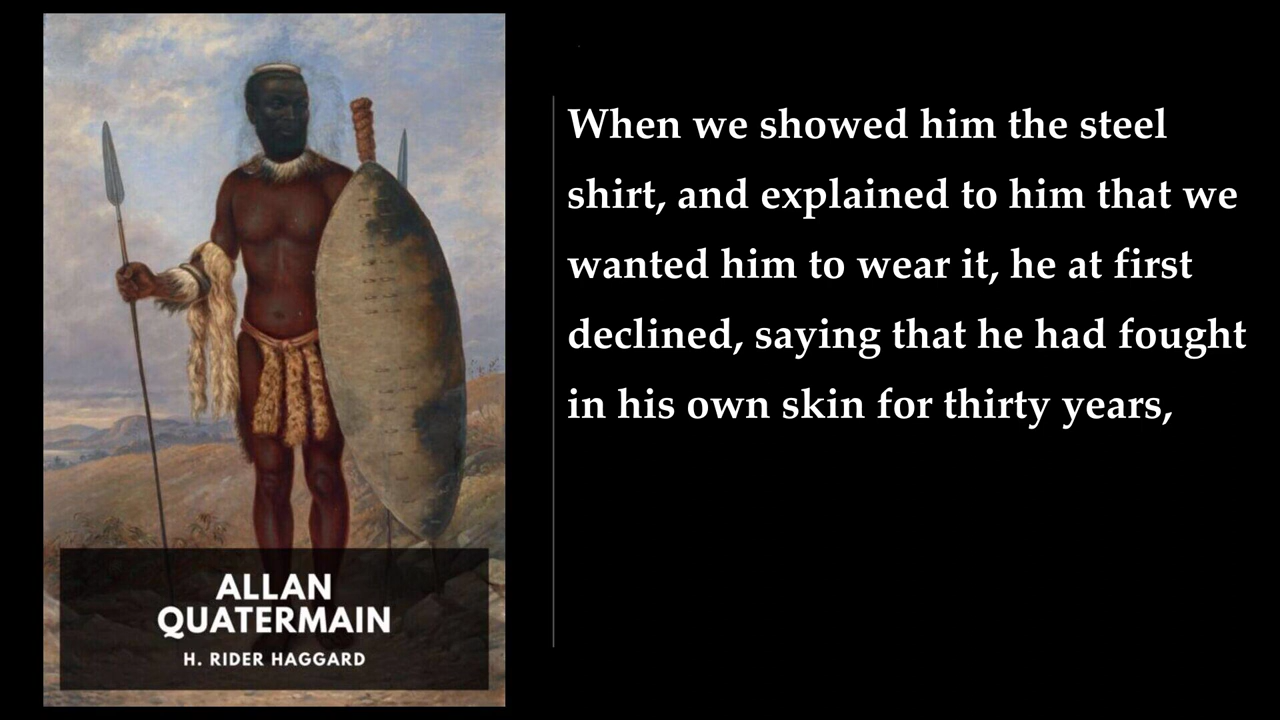 ALLAN
QUATERMAIN
H. RIDER HAGGARD
When we showed him the steel
shirt, and explained to him that we
wanted him to wear it, he at first
declined, saying that he had fought
in his own skin for thirty years,